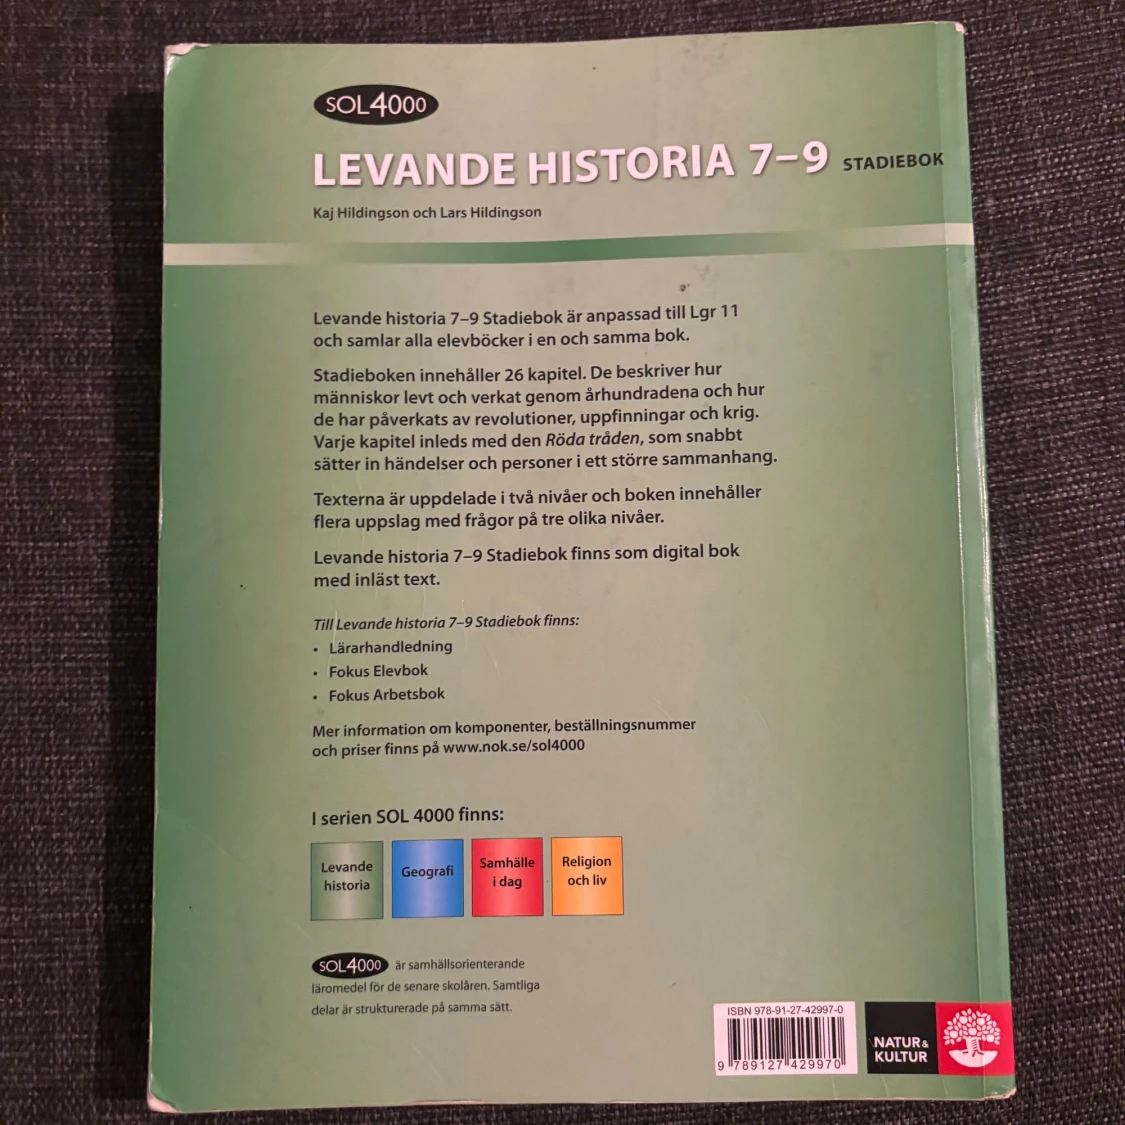 SOL4000
LEVANDE HISTORIA 7–9 STADIEBOK
Kaj Hildingson och Lars Hildingson
Levande historia 7–9 Stadiebok är anpassad till Lgr 11
och samlar alla elevböcker i en och samma bok.
Stadieboken innehåller 26 kapitel. De beskriver hur
människor levt och verkat genom århundradena och hur
de har påverkats av revolutioner, uppfinningar och krig.
Varje kapitel inleds med den Röda tråden, som snabbt
sätter in händelser och personer i ett större sammanhang.
Texterna är uppdelade i två nivåer och boken innehåller
flera uppslag med frågor på tre olika nivåer.
Levande historia 7–9 Stadiebok finns som digital bok
med inläst text.
Till Levande historia 7–9 Stadiebok finns:
• Lärarhandledning
• Fokus Elevbok
• Fokus Arbetsbok
Mer information om komponenter, beställningsnummer
och priser finns på www.nok.se/sol4000
I serien SOL 4000 finns:
Levande
historia
Geografi
Samhälle
i dag
Religion
och liv
SOL4000 är samhällsorienterande
läromedel för de senare skolåren. Samtliga
delar är strukturerade på samma sätt.
ISBN 978-91-27-42997-0
9 789127 429970
NATUR &
KULTUR